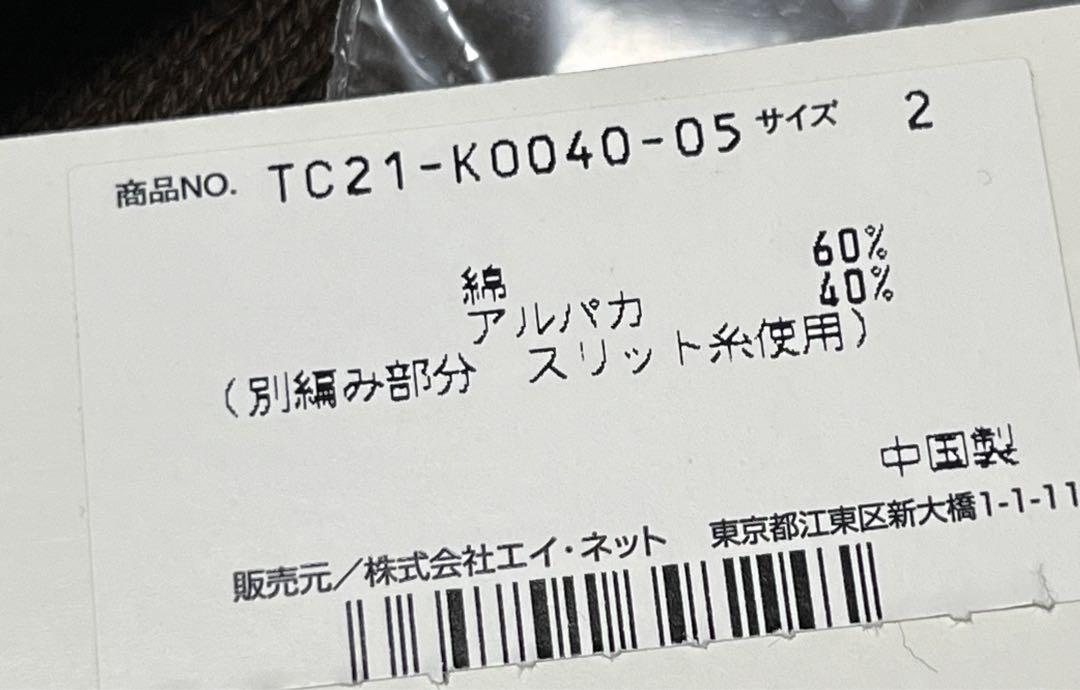 商品NO. TC21-K0040-05 サイズ 2
綿 60%
アルパカ 40%
(別編み部分 スリット糸使用)
中国製
販売元/株式会社エイ・ネット 東京都江東区新大橋1-1-11